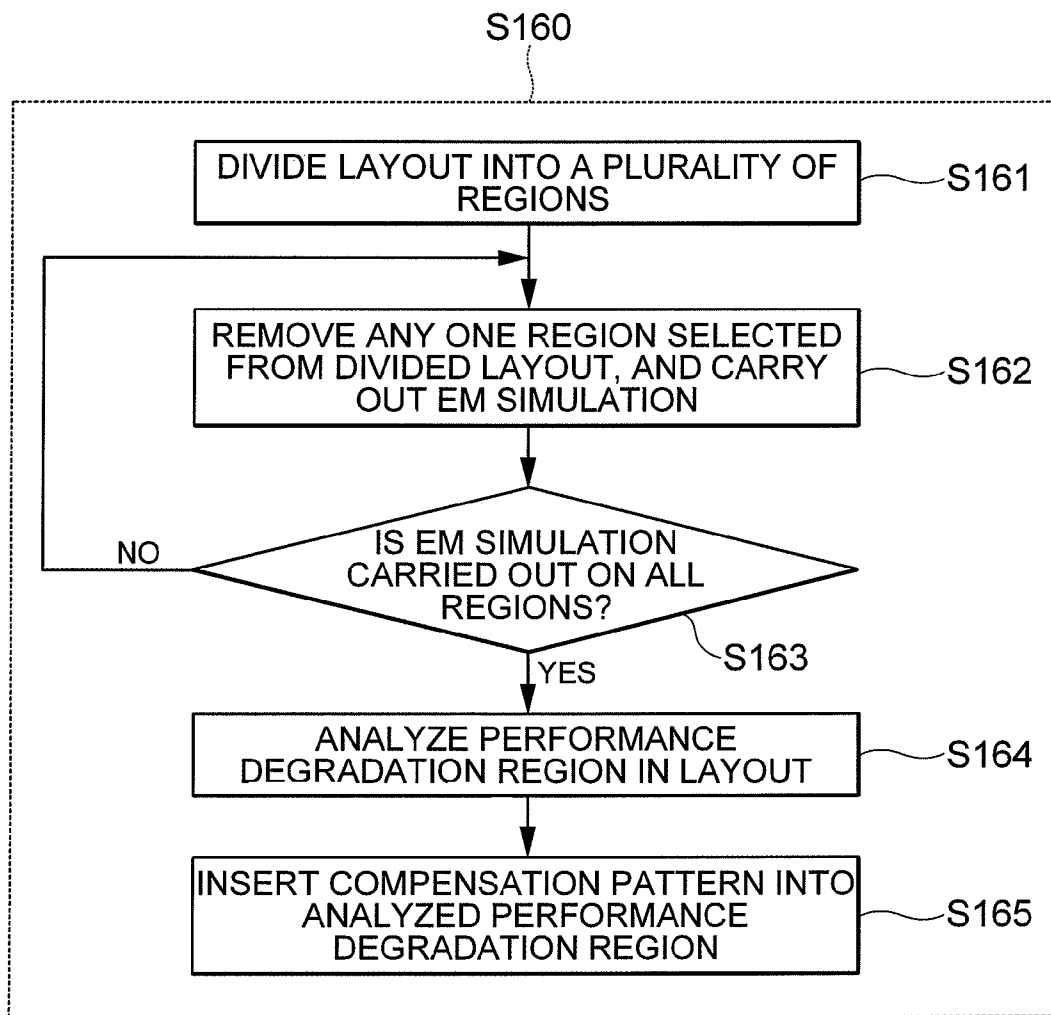 S160
DIVIDE LAYOUT INTO A PLURALITY OF
REGIONS
S161
REMOVE ANY ONE REGION SELECTED
FROM DIVIDED LAYOUT, AND CARRY
OUT EM SIMULATION
S162
IS EM SIMULATION
CARRIED OUT ON ALL
REGIONS?
NO
S163
YES
ANALYZE PERFORMANCE
DEGRADATION REGION IN LAYOUT
S164
INSERT COMPENSATION PATTERN INTO
ANALYZED PERFORMANCE
DEGRADATION REGION
S165